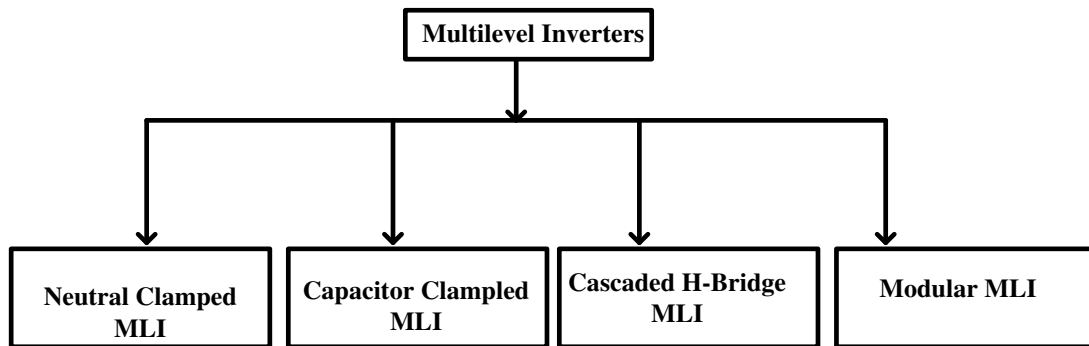 Multilevel Inverters
Neutral Clamped
MLI
Capacitor Clampled
MLI
Cascaded H-Bridge
MLI
Modular MLI